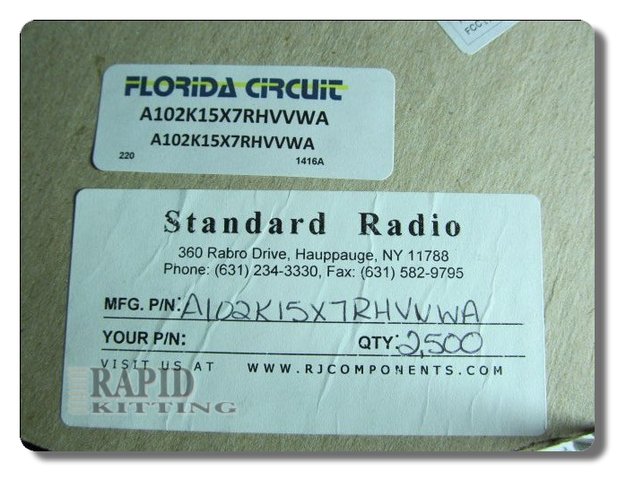 FCC
FLORIDA CIRCUIT
A102K15X7RHVVWA
A102K15X7RHVVWA
220 1416A
Standard Radio
360 Rabro Drive, Hauppauge, NY 11788
Phone: (631) 234-3330, Fax: (631) 582-9795
MFG. P/N: A102K15X7RHVVWA
YOUR P/N: QTY: 2,500
VISIT US AT WWW.RJCOMPONENTS.COM
RAPID
KITTING